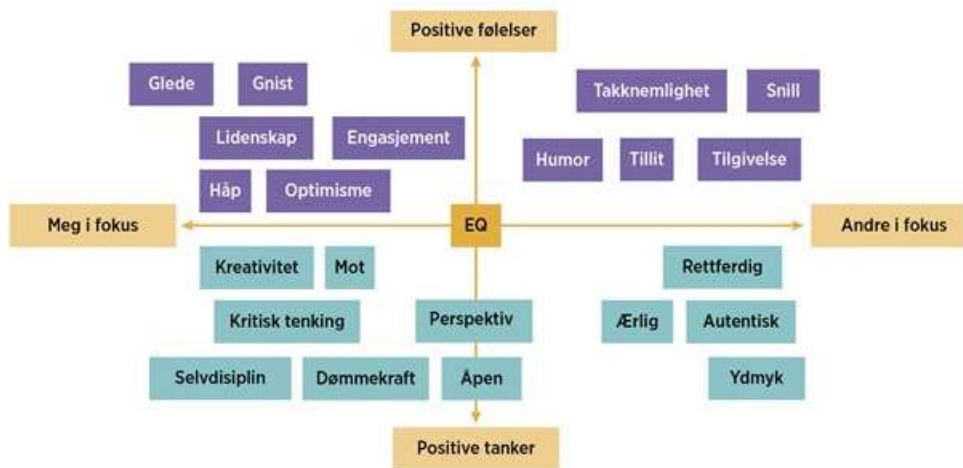 Positive følelser
Glede
Gnist
Takknemlighet
Snill
Lidenskap
Engasjement
Humor
Tillit
Tilgivelse
Håp
Optimisme
Meg i fokus
EQ
Andre i fokus
Kreativitet
Mot
Rettferdig
Kritisk tenking
Perspektiv
Ærlig
Autentisk
Selvdisiplin
Dømmekraft
Åpen
Ydmyk
Positive tanker